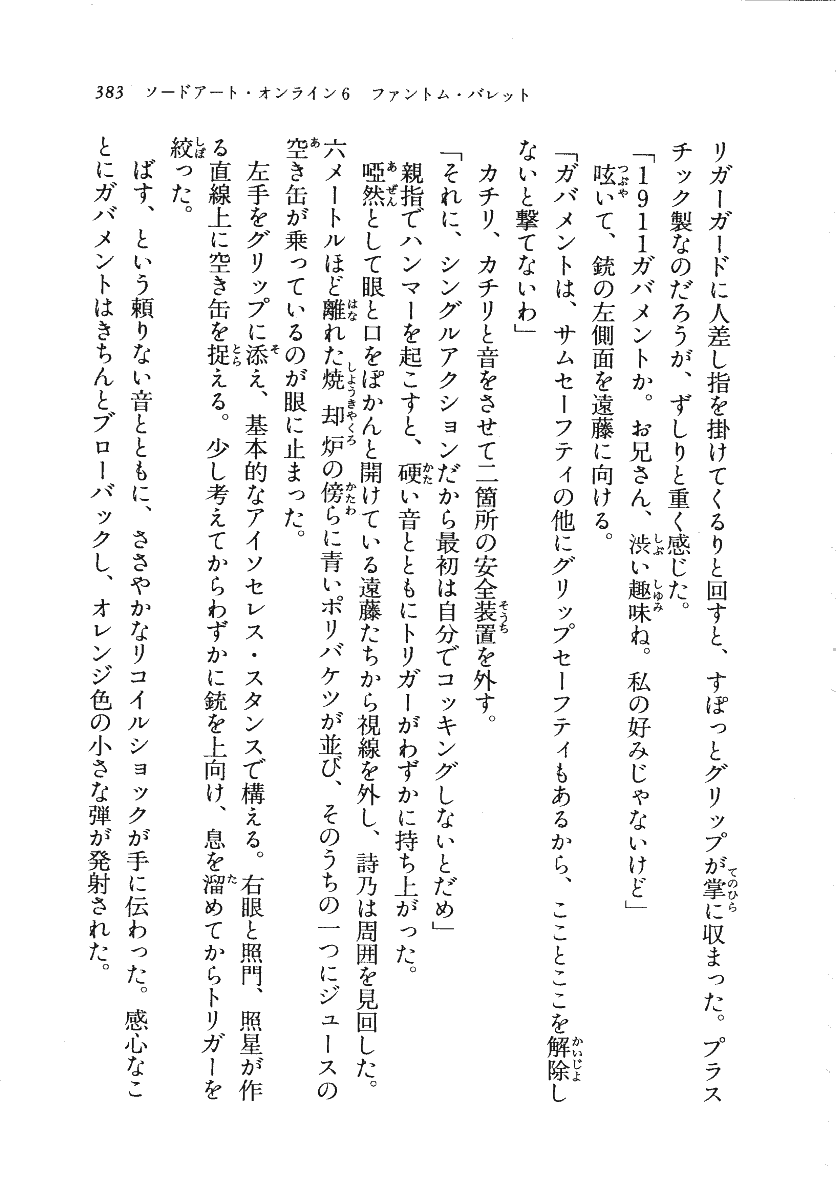 383 ソードアート・オンライン6 ファントム・バレット
リガーガードに人差し指を掛けてくるりと回すと、すぽっとグリップが掌に収まった。プラス
チック製なのだろうが、ずしりと重く感じた。
「1911ガバメントか。お兄さん、渋い趣味ね。私の好みじゃないけど」
呟いて、銃の左側面を遠藤に向ける。
「ガバメントは、サムセーフティの他にグリップセーフティもあるから、こことここを解除し
ないと撃てないわ」
カチリ、カチリと音をさせて二箇所の安全装置を外す。
「それに、シングルアクションだから最初は自分でコッキングしないとだめ」
親指でハンマーを起こすと、硬い音とともにトリガーがわずかに持ち上がった。
啞然として眼と口をぽかんと開けている遠藤たちから視線を外し、詩乃は周囲を見回した。
六メートルほど離れた焼却炉の傍らに青いポリバケツが並び、そのうちの一つにジュースの
空き缶が乗っているのが眼に止まった。
左手をグリップに添え、基本的なアイソセレス・スタンスで構える。右眼と照門、照星が作
る直線上に空き缶を捉える。少し考えてからわずかに銃を上向け、息を溜めてからトリガーを
絞った。
ばす、という頼りない音とともに、ささやかなリコイルショックが手に伝わった。感心なこ
とにガバメントはきちんとブローバックし、オレンジ色の小さな弾が発射された。